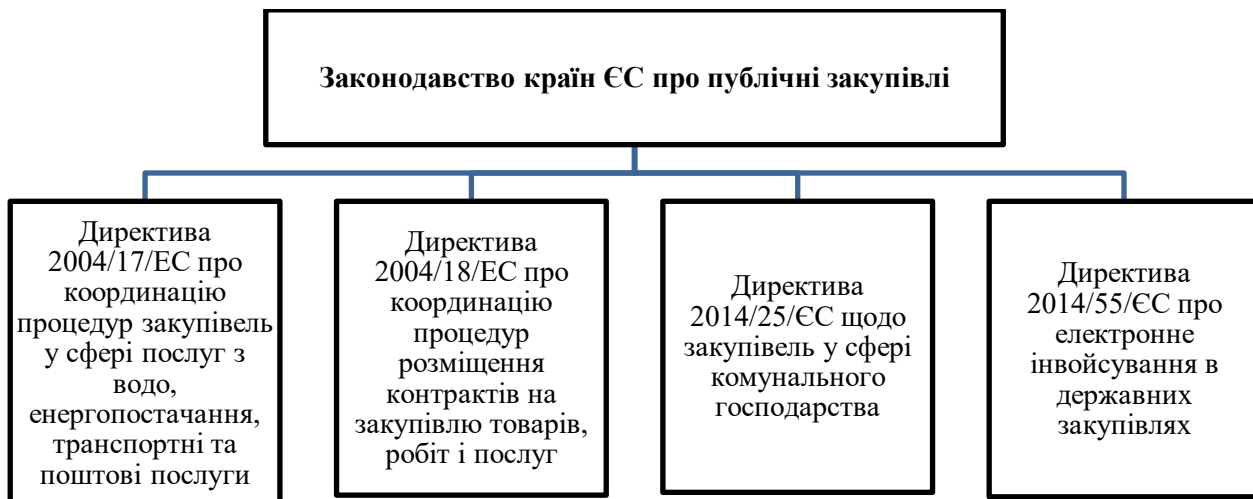 Законодавство країн ЄС про публічні закупівлі
Директива
2004/17/ЕС про
координацію
процедур закупівель
у сфері послуг з
водо,
енергопостачання,
транспортні та
поштові послуги
Директива
2004/18/ЕС про
координацію
процедур
розміщення
контрактів на
закупівлю товарів,
робіт і послуг
Директива
2014/25/ЄС щодо
закупівель у сфері
комунального
господарства
Директива
2014/55/ЄС про
електронне
інвойсування в
державних
закупівлях